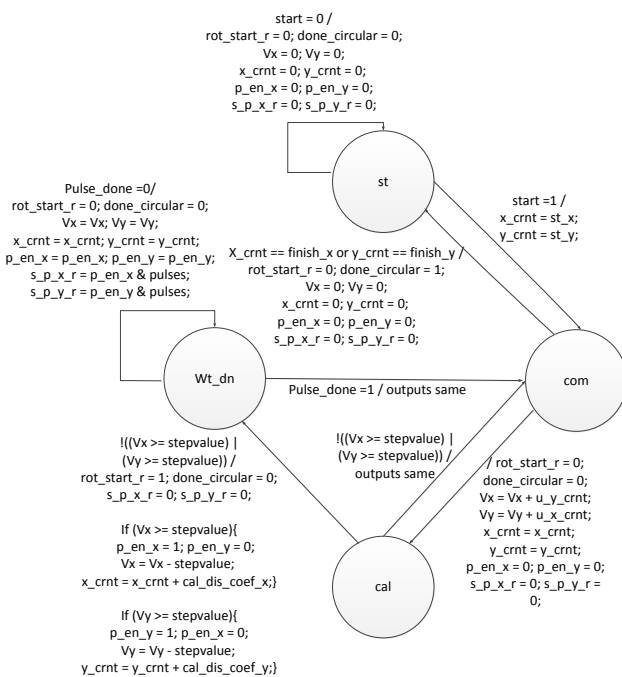 start = 0 /
rot_start_r = 0; done_circular = 0;
Vx = 0; Vy = 0;
x_crnt = 0; y_crnt = 0;
p_en_x = 0; p_en_y = 0;
s_p_x_r = 0; s_p_y_r = 0;
st
start =1 /
x_crnt = st_x;
y_crnt = st_y;
Pulse_done =0/
rot_start_r = 0; done_circular = 0;
Vx = Vx; Vy = Vy;
x_crnt = x_crnt; y_crnt = y_crnt;
p_en_x = p_en_x; p_en_y = p_en_y;
s_p_x_r = p_en_x & pulses;
s_p_y_r = p_en_y & pulses;
X_crnt == finish_x or y_crnt == finish_y /
rot_start_r = 0; done_circular = 1;
Vx = 0; Vy = 0;
x_crnt = 0; y_crnt = 0;
p_en_x = 0; p_en_y = 0;
s_p_x_r = 0; s_p_y_r = 0;
Wt_dn
Pulse_done =1 / outputs same
com
!((Vx >= stepvalue) |
(Vy >= stepvalue)) /
rot_start_r = 1; done_circular = 0;
s_p_x_r = 0; s_p_y_r = 0;
If (Vx >= stepvalue){
p_en_x = 1; p_en_y = 0;
Vx = Vx - stepvalue;
x_crnt = x_crnt + cal_dis_coef_x;}
If (Vy >= stepvalue){
p_en_y = 1; p_en_x = 0;
Vy = Vy - stepvalue;
y_crnt = y_crnt + cal_dis_coef_y;}
!((Vx >= stepvalue) |
(Vy >= stepvalue)) /
outputs same
cal
/ rot_start_r = 0;
done_circular = 0;
Vx = Vx + u_y_crnt;
Vy = Vy + u_x_crnt;
x_crnt = x_crnt;
y_crnt = y_crnt;
p_en_x = 0; p_en_y = 0;
s_p_x_r = 0; s_p_y_r =
0;